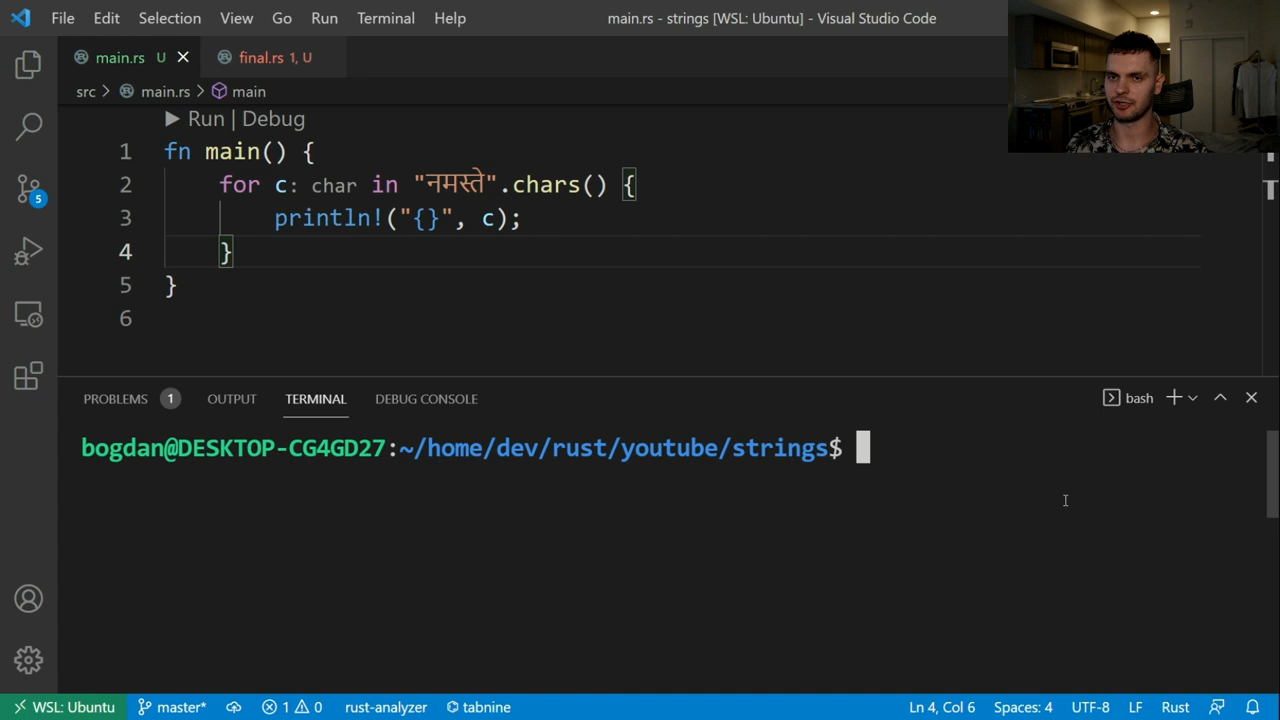 File Edit Selection View Go Run Terminal Help main.rs - strings [WSL: Ubuntu] - Visual Studio Code
main.rs U final.rs 1, U
src > main.rs > main
Run | Debug
1 fn main() {
2 for c: char in "नमस्ते".chars() {
3 println!("{}", c);
4 }
5 }
6
5
PROBLEMS 1 OUTPUT TERMINAL DEBUG CONSOLE bash
bogdan@DESKTOP-CG4GD27:~/home/dev/rust/youtube/strings$
WSL: Ubuntu master* 1 0 rust-analyzer tabnine Ln 4, Col 6 Spaces: 4 UTF-8 LF Rust